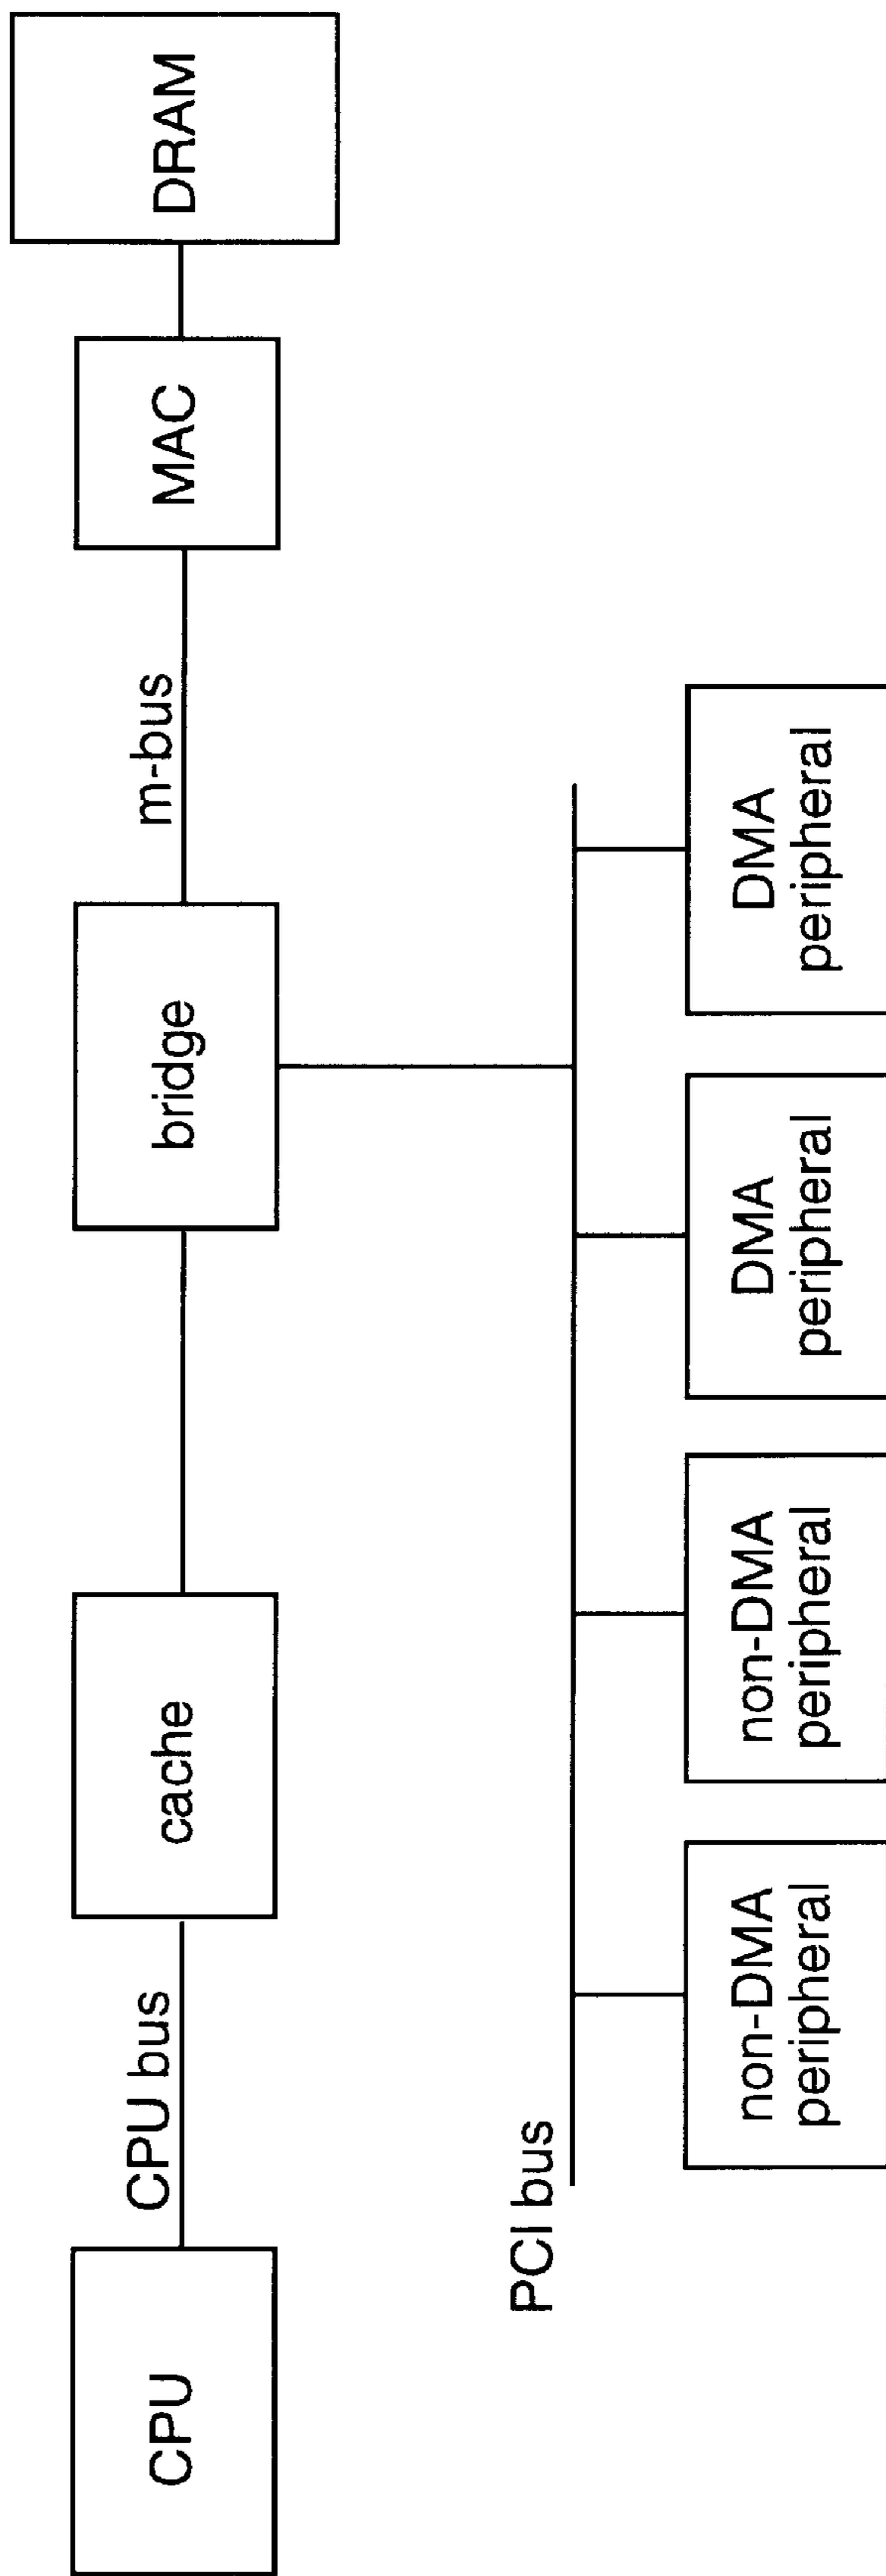 CPU
CPU bus
cache
bridge
m-bus
MAC
DRAM
PCI bus
non-DMA
peripheral
non-DMA
peripheral
DMA
peripheral
DMA
peripheral